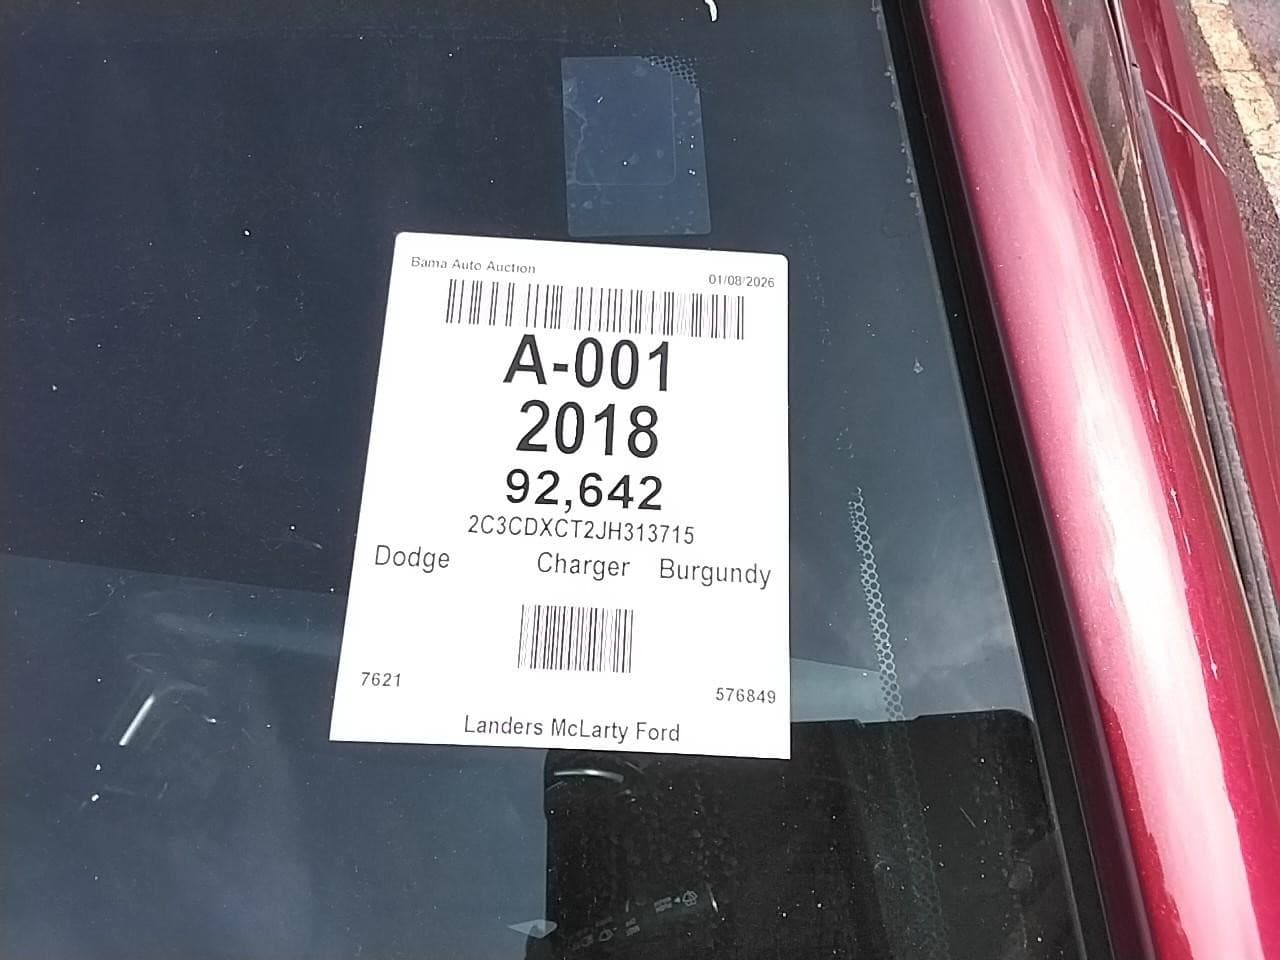 Bama Auto Auction 01/08/2026
A-001
2018
92,642
2C3CDXCT2JH313715
Dodge Charger Burgundy
7621 576849
Landers McLarty Ford